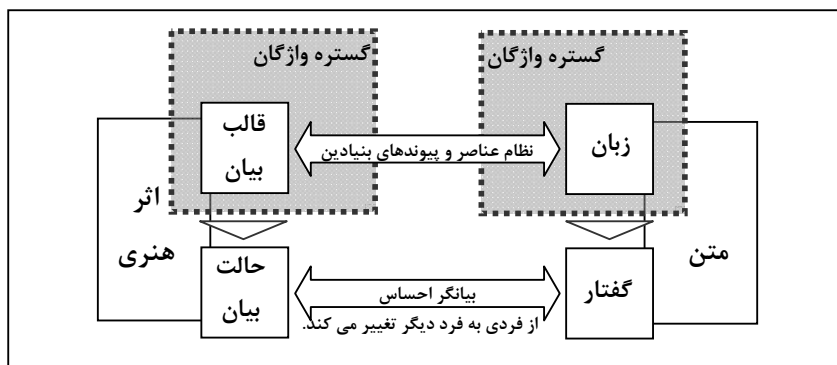 گستره واژگان
گستره واژگان
زبان
نظام عناصر و پیوندهای بنیادین
قالب
بیان
متن
اثر
هنری
گفتار
بیانگر احساس
از فردی به فرد دیگر تغییر می کند.
حالت
بیان